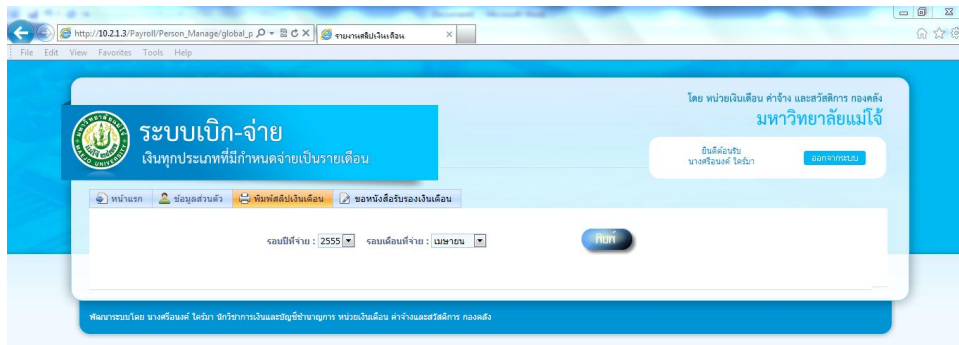 http://10.2.1.3/Payroll/Person_Manage/global_p
รายงานสลิปเงินเดือน
File Edit View Favorites Tools Help
โดย หน่วยเงินเดือน ค่าจ้าง และสวัสดิการ กองคลัง
มหาวิทยาลัยแม่โจ้
ระบบเบิก-จ่าย
เงินทุกประเภทที่มีกำหนดจ่ายเป็นรายเดือน
ยินดีต้อนรับ
นางศรีอนงค์ ใคร้มา
ออกจากระบบ
หน้าแรก ข้อมูลส่วนตัว พิมพ์สลิปเงินเดือน ขอหนังสือรับรองเงินเดือน
รอบปีที่จ่าย : 2555 รอบเดือนที่จ่าย : เมษายน พิมพ์
พัฒนาระบบโดย นางศรีอนงค์ ใคร้มา นักวิชาการเงินและบัญชีชำนาญการ หน่วยเงินเดือน ค่าจ้างและสวัสดิการ กองคลัง